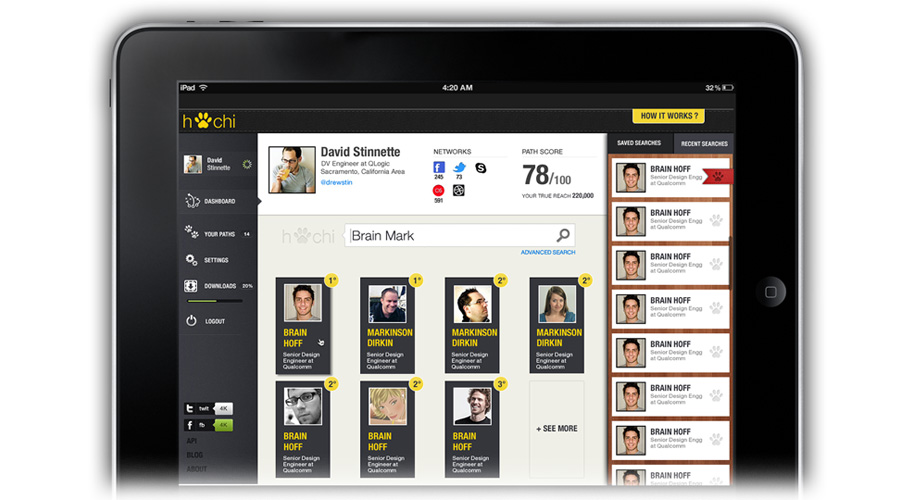 iPad
4:20 AM
32%
h chi
HOW IT WORKS ?
David
Stinnette
DASHBOARD
YOUR PATHS 14
SETTINGS
DOWNLOADS 20%
LOGOUT
twit 4K
fb 4K
API
BLOG
ABOUT
David Stinnette
DV Engineer at QLogic
Sacramento, California Area
@drewstin
NETWORKS
245 73
591
PATH SCORE
78/100
YOUR TRUE REACH 220,000
h chi
Brain Mark
ADVANCED SEARCH
1°
BRAIN
HOFF
Senior Design
Engineer at
Qualcomm
1°
MARKINSON
DIRKIN
Senior Design
Engineer at
Qualcomm
2°
MARKINSON
DIRKIN
Senior Design
Engineer at
Qualcomm
2°
MARKINSON
DIRKIN
Senior Design
Engineer at
Qualcomm
2°
BRAIN
HOFF
Senior Design
Engineer at
Qualcomm
2°
BRAIN
HOFF
Senior Design
Engineer at
Qualcomm
3°
BRAIN
HOFF
Senior Design
Engineer at
Qualcomm
+ SEE MORE
SAVED SEARCHES
RECENT SEARCHES
BRAIN HOFF
Senior Design Engg
at Qualcomm
BRAIN HOFF
Senior Design Engg
at Qualcomm
BRAIN HOFF
Senior Design Engg
at Qualcomm
BRAIN HOFF
Senior Design Engg
at Qualcomm
BRAIN HOFF
Senior Design Engg
at Qualcomm
BRAIN HOFF
Senior Design Engg
at Qualcomm
BRAIN HOFF
Senior Design Engg
at Qualcomm
BRAIN HOFF
Senior Design Engg